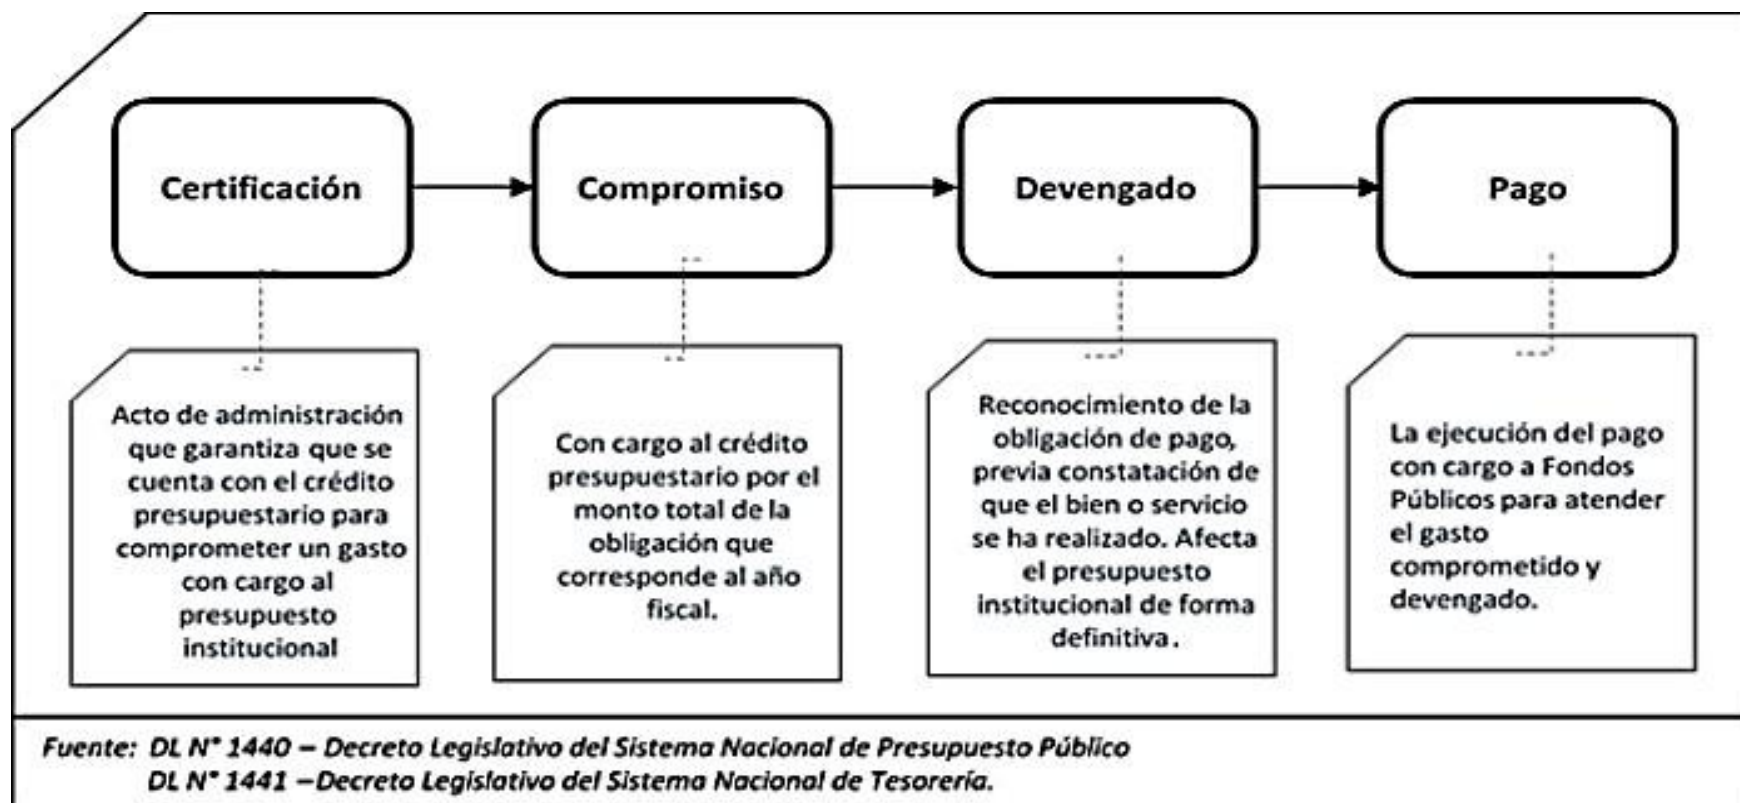 Certificación
Compromiso
Devengado
Pago
Acto de administración
que garantiza que se
cuenta con el crédito
presupuestario para
comprometer un gasto
con cargo al
presupuesto
institucional
Con cargo al crédito
presupuestario por el
monto total de la
obligación que
corresponde al año
fiscal.
Reconocimiento de la
obligación de pago,
previa constatación de
que el bien o servicio
se ha realizado. Afecta
el presupuesto
institucional de forma
definitiva.
La ejecución del pago
con cargo a Fondos
Públicos para atender
el gasto
comprometido y
devengado.
Fuente: DL N° 1440 – Decreto Legislativo del Sistema Nacional de Presupuesto Público
DL N° 1441 –Decreto Legislativo del Sistema Nacional de Tesorería.